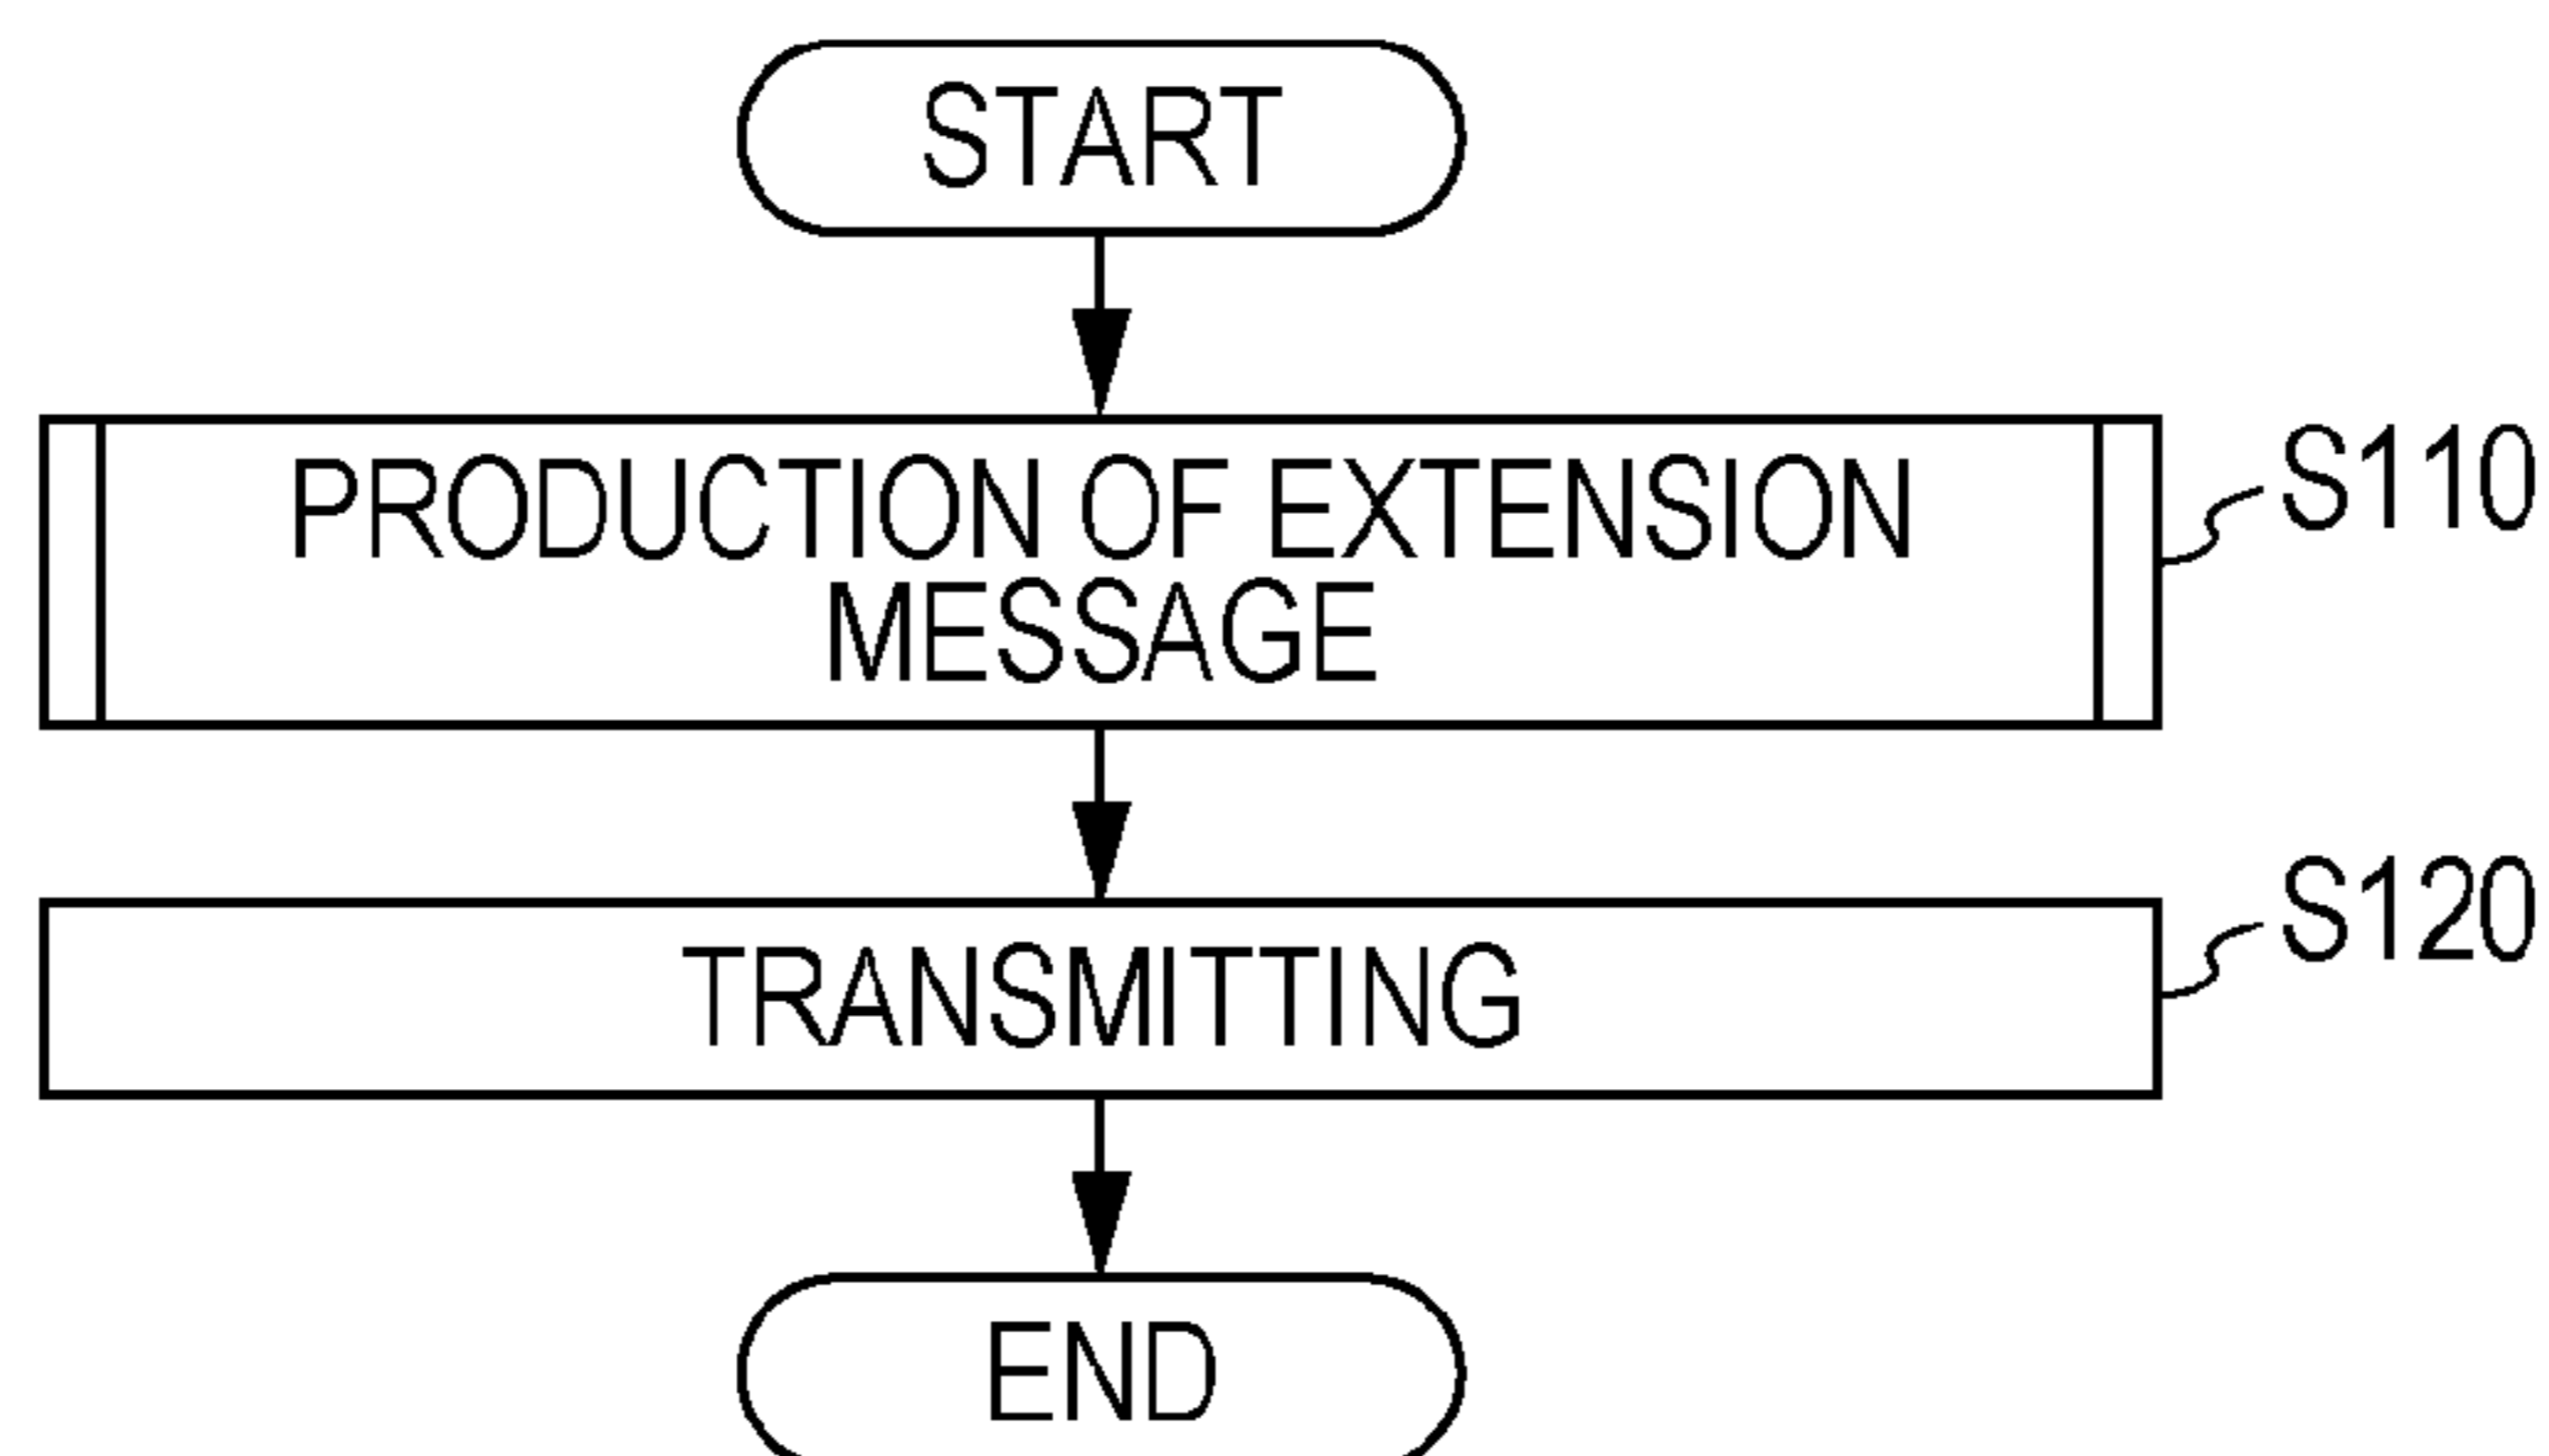 START
PRODUCTION OF EXTENSION
MESSAGE
S110
TRANSMITTING
S120
END